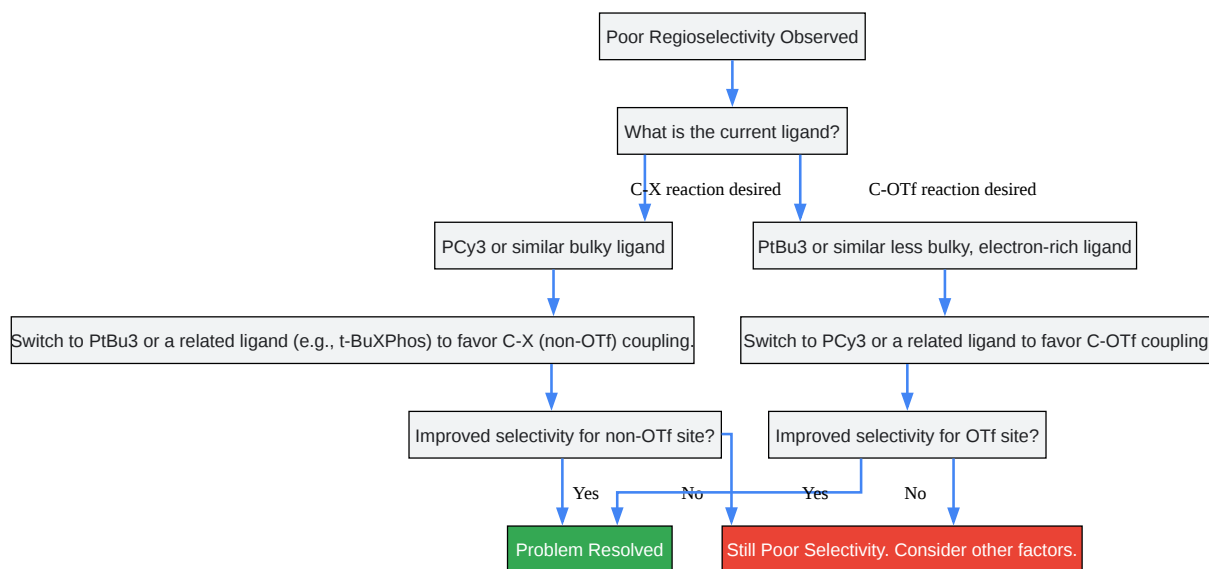 Poor Regioselectivity Observed
What is the current ligand?
C-X reaction desired
C-OTf reaction desired
PCy3 or similar bulky ligand
PtBu3 or similar less bulky, electron-rich ligand
Switch to PtBu3 or a related ligand (e.g., t-BuXPhos) to favor C-X (non-OTf) coupling.
Switch to PCy3 or a related ligand to favor C-OTf coupling
Improved selectivity for non-OTf site?
Improved selectivity for OTf site?
Yes
No
Yes
No
Problem Resolved
Still Poor Selectivity. Consider other factors.